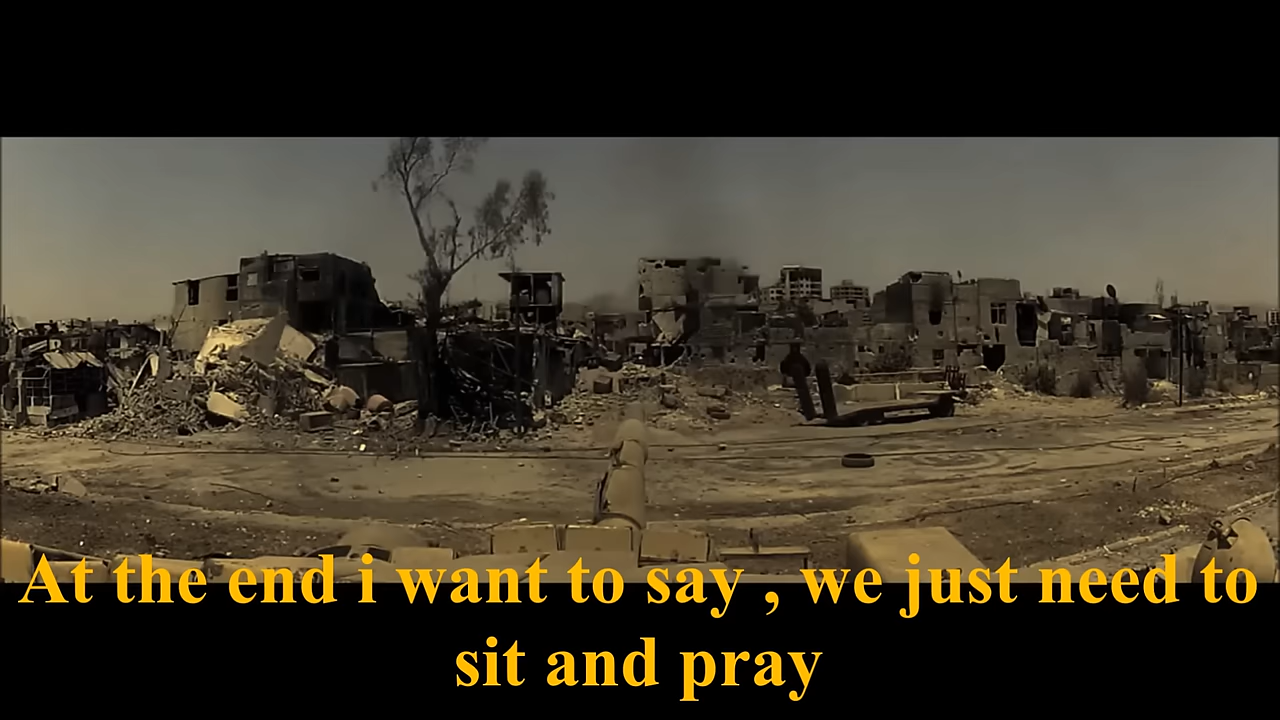 At the end i want to say , we just need to
sit and pray